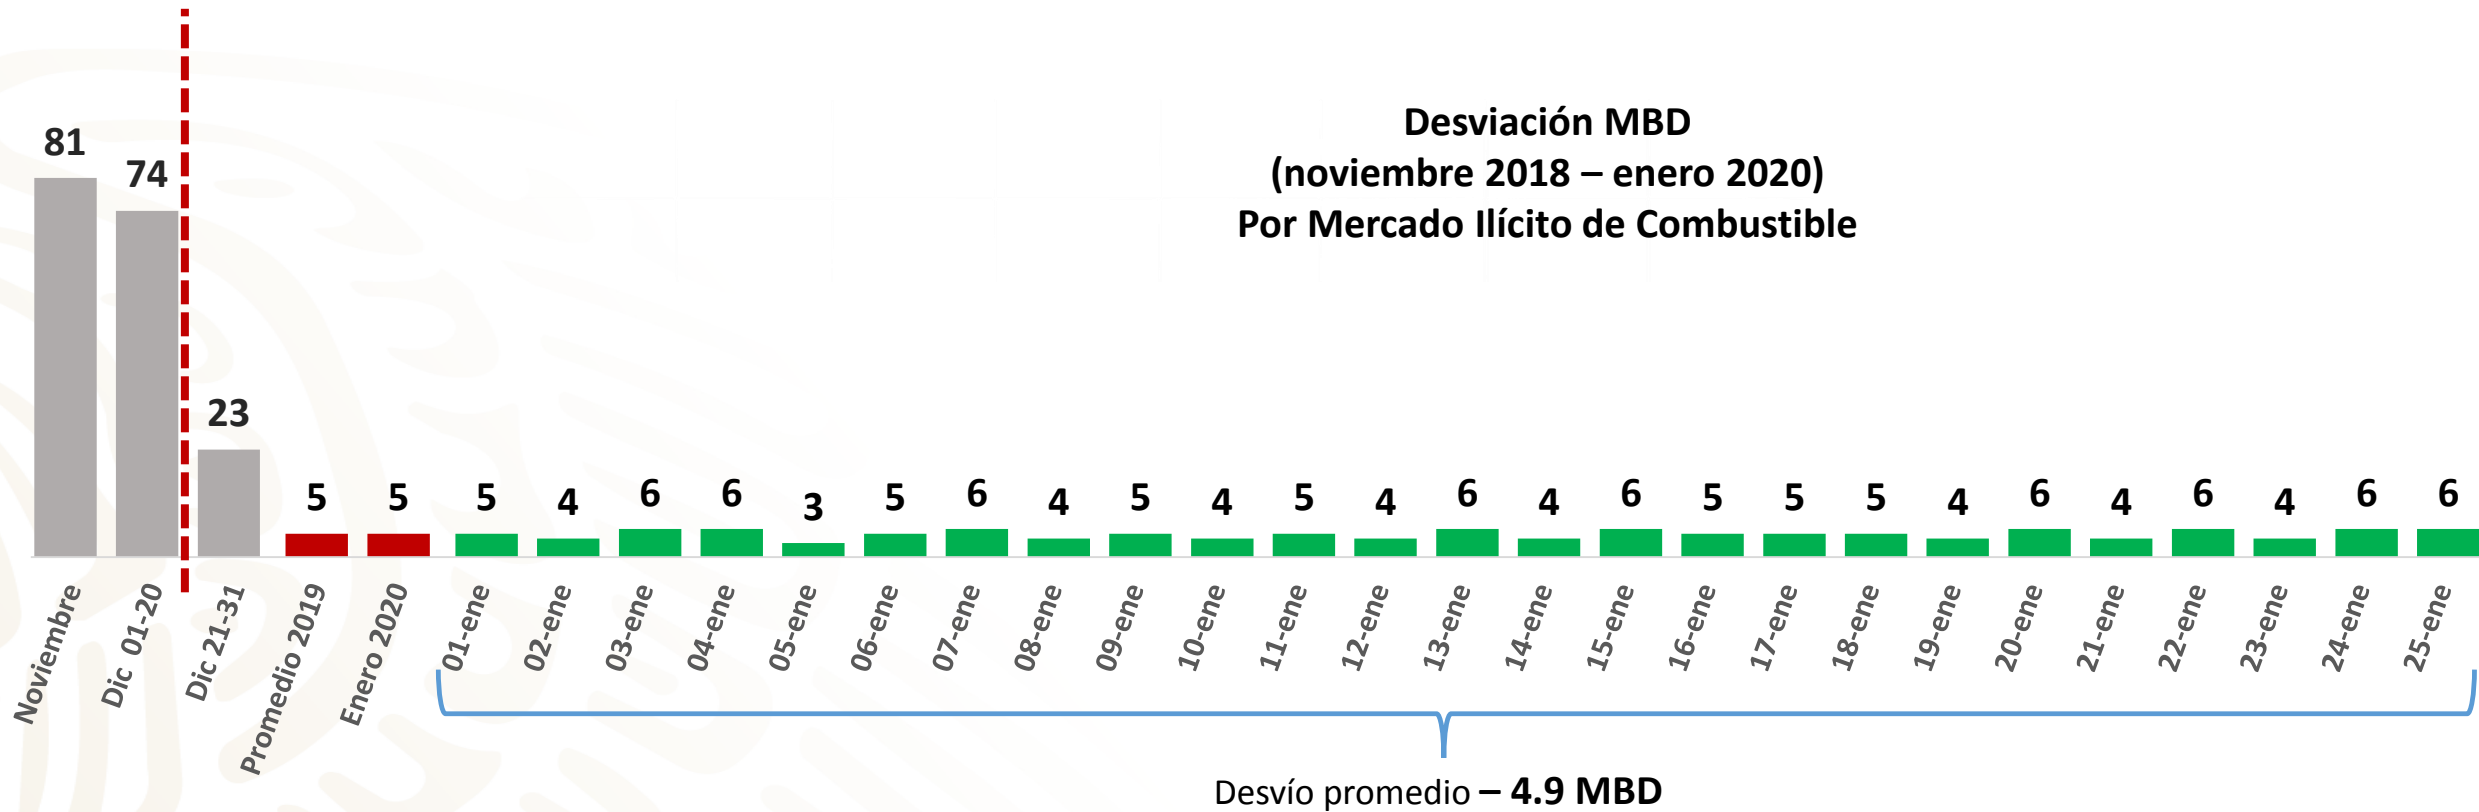 Desviación MBD
(noviembre 2018 – enero 2020)
Por Mercado Ilícito de Combustible
81
74
23
5
5
5
4
6
6
3
5
6
4
5
4
5
4
6
4
6
5
5
5
4
6
4
6
4
6
6
Noviembre
Dic 01-20
Dic 21-31
Promedio 2019
Enero 2020
01-ene
02-ene
03-ene
04-ene
05-ene
06-ene
07-ene
08-ene
09-ene
10-ene
11-ene
12-ene
13-ene
14-ene
15-ene
16-ene
17-ene
18-ene
19-ene
20-ene
21-ene
22-ene
23-ene
24-ene
25-ene
Desvío promedio – 4.9 MBD